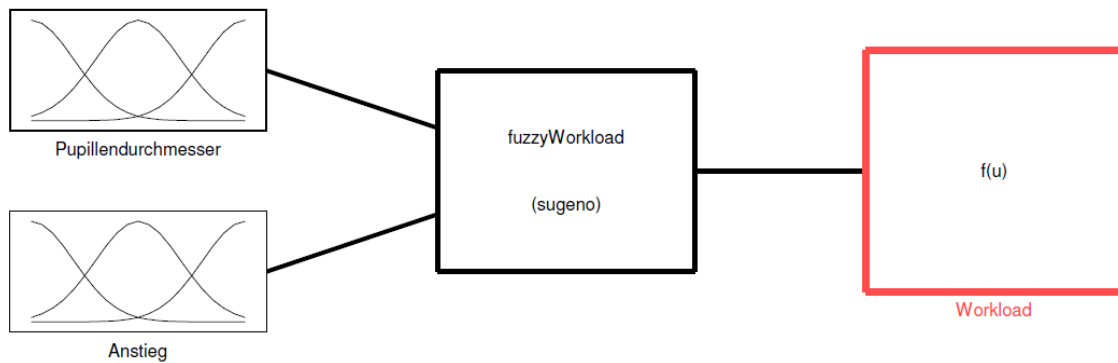 Pupillendurchmesser
Anstieg
fuzzyWorkload
(sugeno)
f(u)
Workload